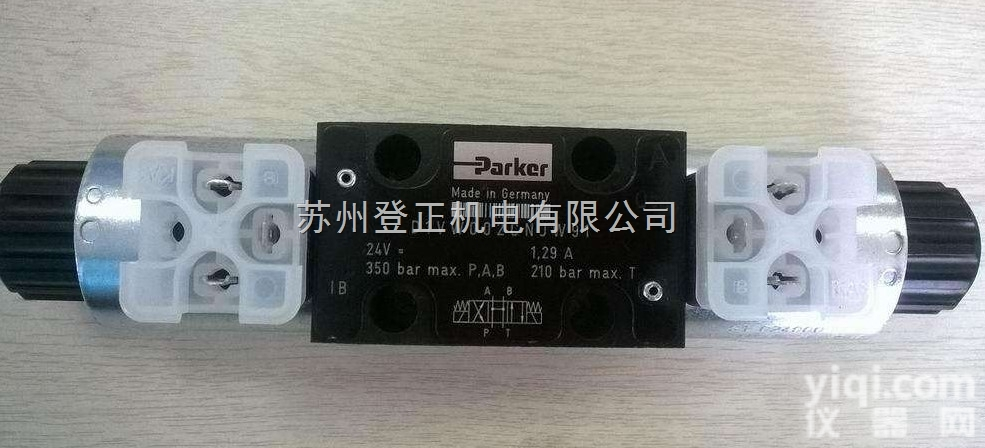 Parker
Made in Germany
苏州登正机电有限公司
24V = 1,29 A
350 bar max. P,A,B 210 bar max. T
A
IB
A B
P T
yiqi.com
仪器网